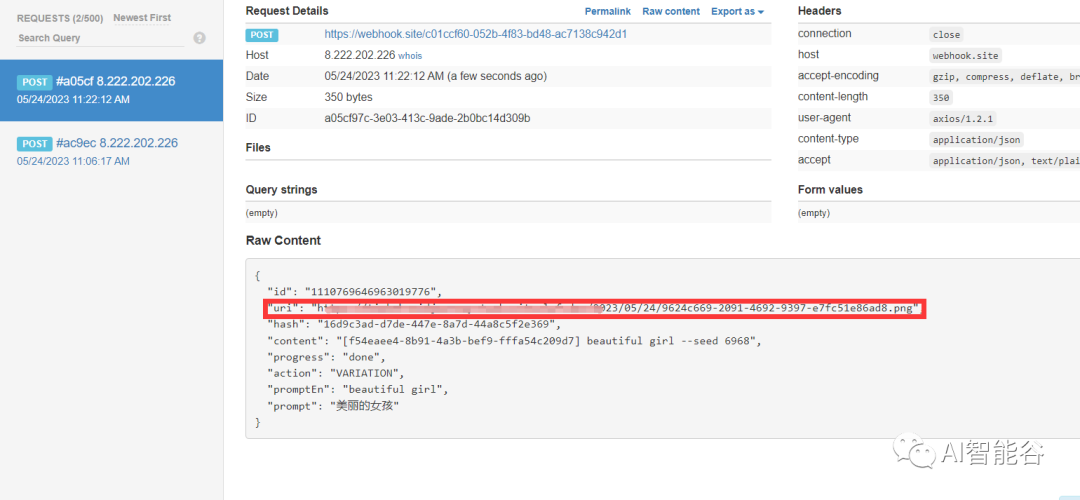 REQUESTS (2/500) Newest First
Search Query
POST #a05cf 8.222.202.226
05/24/2023 11:22:12 AM
POST #ac9ec 8.222.202.226
05/24/2023 11:06:17 AM
Request Details Permalink Raw content Export as
POST https://webhook.site/c01ccf60-052b-4f83-bd48-ac7138c942d1
Host 8.222.202.226 whois
Date 05/24/2023 11:22:12 AM (a few seconds ago)
Size 350 bytes
ID a05cf97c-3e03-413c-9ade-2b0bc14d309b
Files
Query strings
(empty)
Headers
connection close
host webhook.site
accept-encoding gzip, compress, deflate, br
content-length 350
user-agent axios/1.2.1
content-type application/json
accept application/json, text/plai
Form values
(empty)
Raw Content
{
"id": "1110769646963019776",
"uri": 023/05/24/9624c669-2091-4692-9397-e7fc51e86ad8.png"
"hash": "16d9c3ad-d7de-447e-8a7d-44a8c5f2e369",
"content": "[f54eaee4-8b91-4a3b-bef9-fffa54c209d7] beautiful girl --seed 6968",
"progress": "done",
"action": "VARIATION",
"promptEn": "beautiful girl",
"prompt": "美丽的女孩"
}
AI智能谷